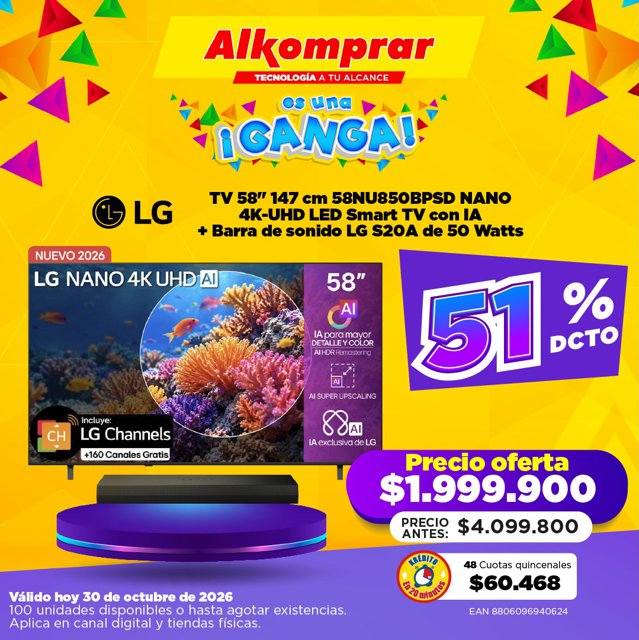 Alkomprar
TECNOLOGÍA A TU ALCANCE
es una
¡GANGA!
LG
TV 58" 147 cm 58NU850BPSD NANO
4K-UHD LED Smart TV con IA
+ Barra de sonido LG S20A de 50 Watts
NUEVO 2026
LG NANO 4K UHD AI
58"
AI
IA para mayor
DETALLE Y COLOR
AI HDR Remastering
AI
AI SUPER UPSCALING
AI
IA exclusiva de LG
CH
Incluye:
LG Channels
+160 Canales Gratis
51%
DCTO
Precio oferta
$1.999.900
PRECIO
ANTES: $4.099.800
KREDITO
En 20 minutos
48 Cuotas quincenales
$60.468
EAN 8806096940624
Válido hoy 30 de octubre de 2026
100 unidades disponibles o hasta agotar existencias.
Aplica en canal digital y tiendas físicas.